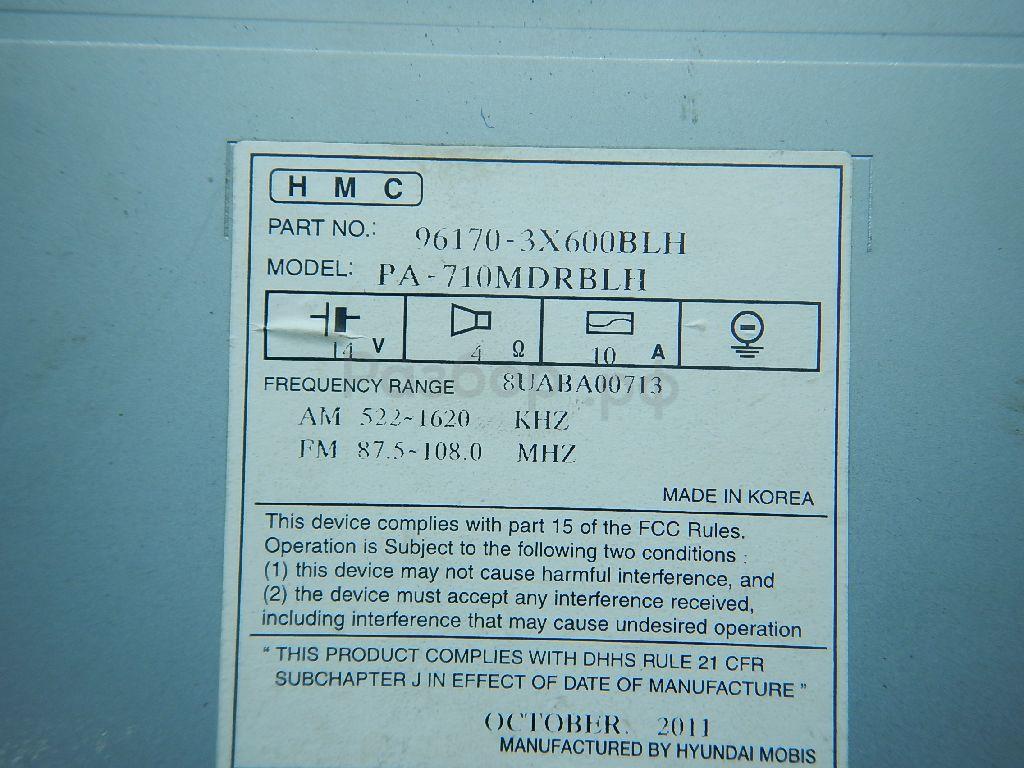 HMC
PART NO.: 96170-3X600BLH
MODEL: PA-710MDRBLH
14 V 4 Ω 10 A
Разбор.рф
FREQUENCY RANGE 8UABA00713
AM 522~1620 KHZ
FM 87.5~108.0 MHZ
MADE IN KOREA
This device complies with part 15 of the FCC Rules.
Operation is Subject to the following two conditions :
(1) this device may not cause harmful interference, and
(2) the device must accept any interference received,
including interference that may cause undesired operation
" THIS PRODUCT COMPLIES WITH DHHS RULE 21 CFR
SUBCHAPTER J IN EFFECT OF DATE OF MANUFACTURE "
OCTOBER. 2011
MANUFACTURED BY HYUNDAI MOBIS